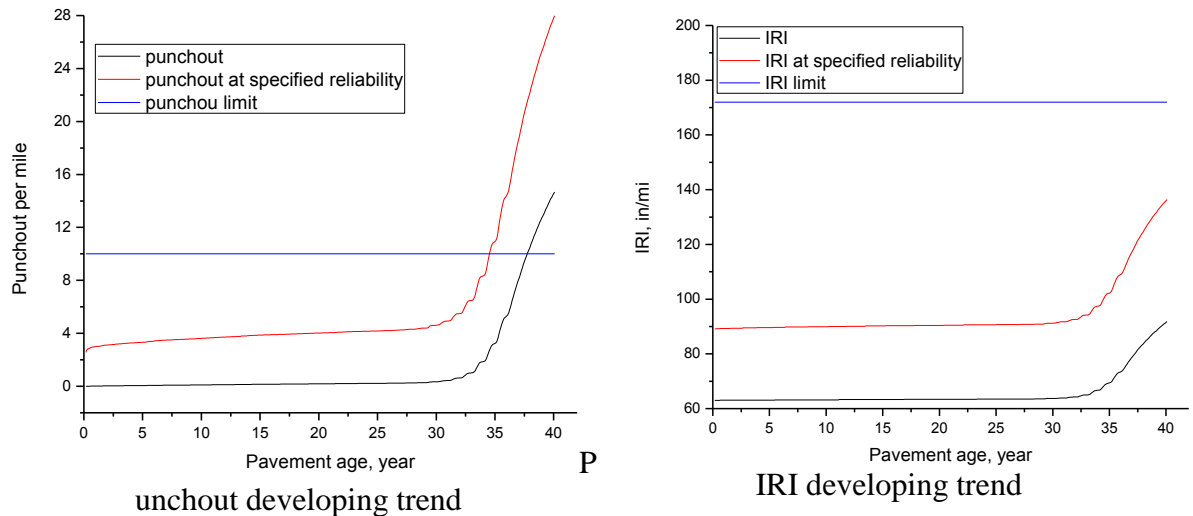 28
24
20
16
12
8
4
0
Punchout per mile
punchout
punchout at specified reliability
punchou limit
0 5 10 15 20 25 30 35 40
Pavement age, year
P
unchout developing trend
200
180
160
140
120
100
80
60
IRI, in/mi
IRI
IRI at specified reliability
IRI limit
0 5 10 15 20 25 30 35 40
Pavement age, year
IRI developing trend